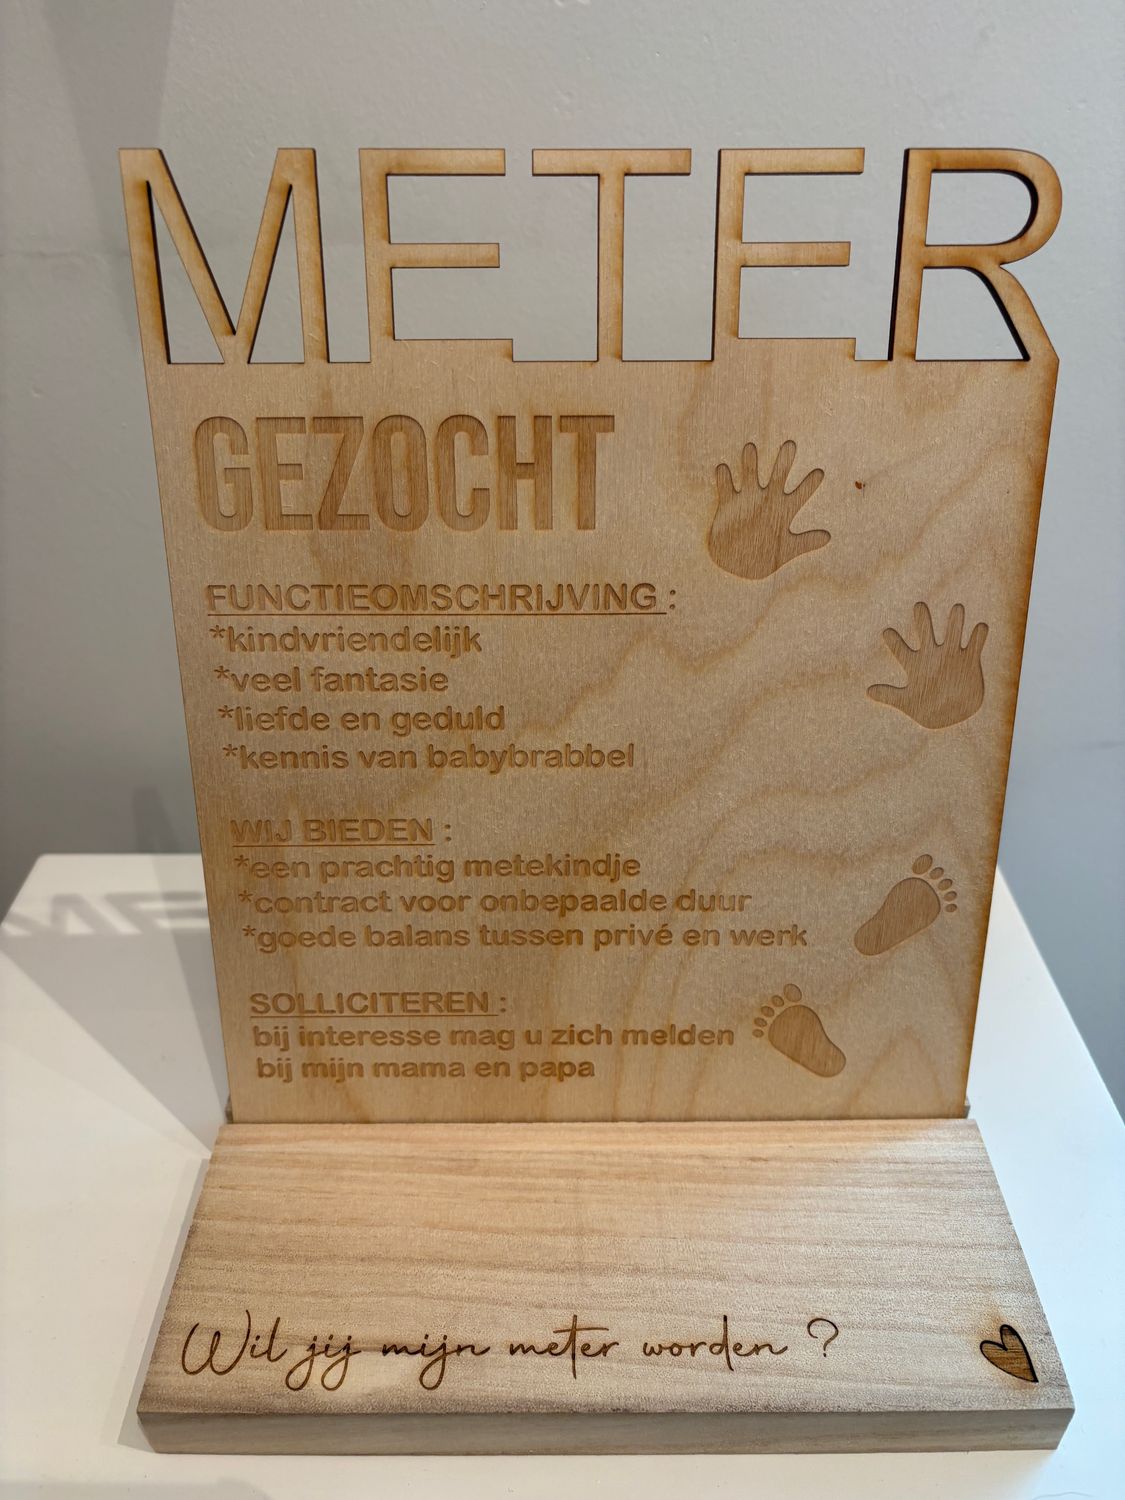 METER
GEZOCHT
FUNCTIEOMSCHRIJVING :
*kindvriendelijk
*veel fantasie
*liefde en geduld
*kennis van babybrabbel
WIJ BIEDEN :
*een prachtig metekindje
*contract voor onbepaalde duur
*goede balans tussen privé en werk
SOLLICITEREN :
bij interesse mag u zich melden
bij mijn mama en papa
Wil jij mijn meter worden ?